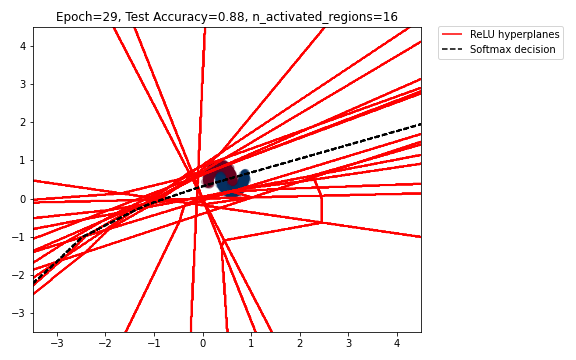 Epoch=29, Test Accuracy=0.88, n_activated_regions=16
ReLU hyperplanes
Softmax decision
4
3
2
1
0
−1
−2
−3
−3 −2 −1 0 1 2 3 4